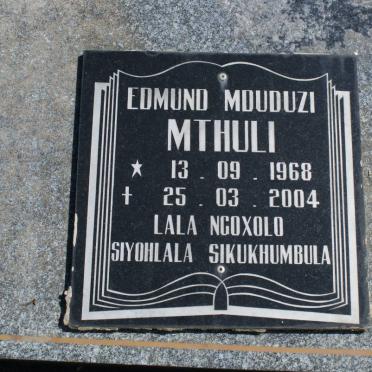 EDMUND MDUDUZI
MTHULI
★ 13 . 09 . 1968
✝ 25 . 03 . 2004
LALA NGOXOLO
SIYOHLALA SIKUKHUMBULA